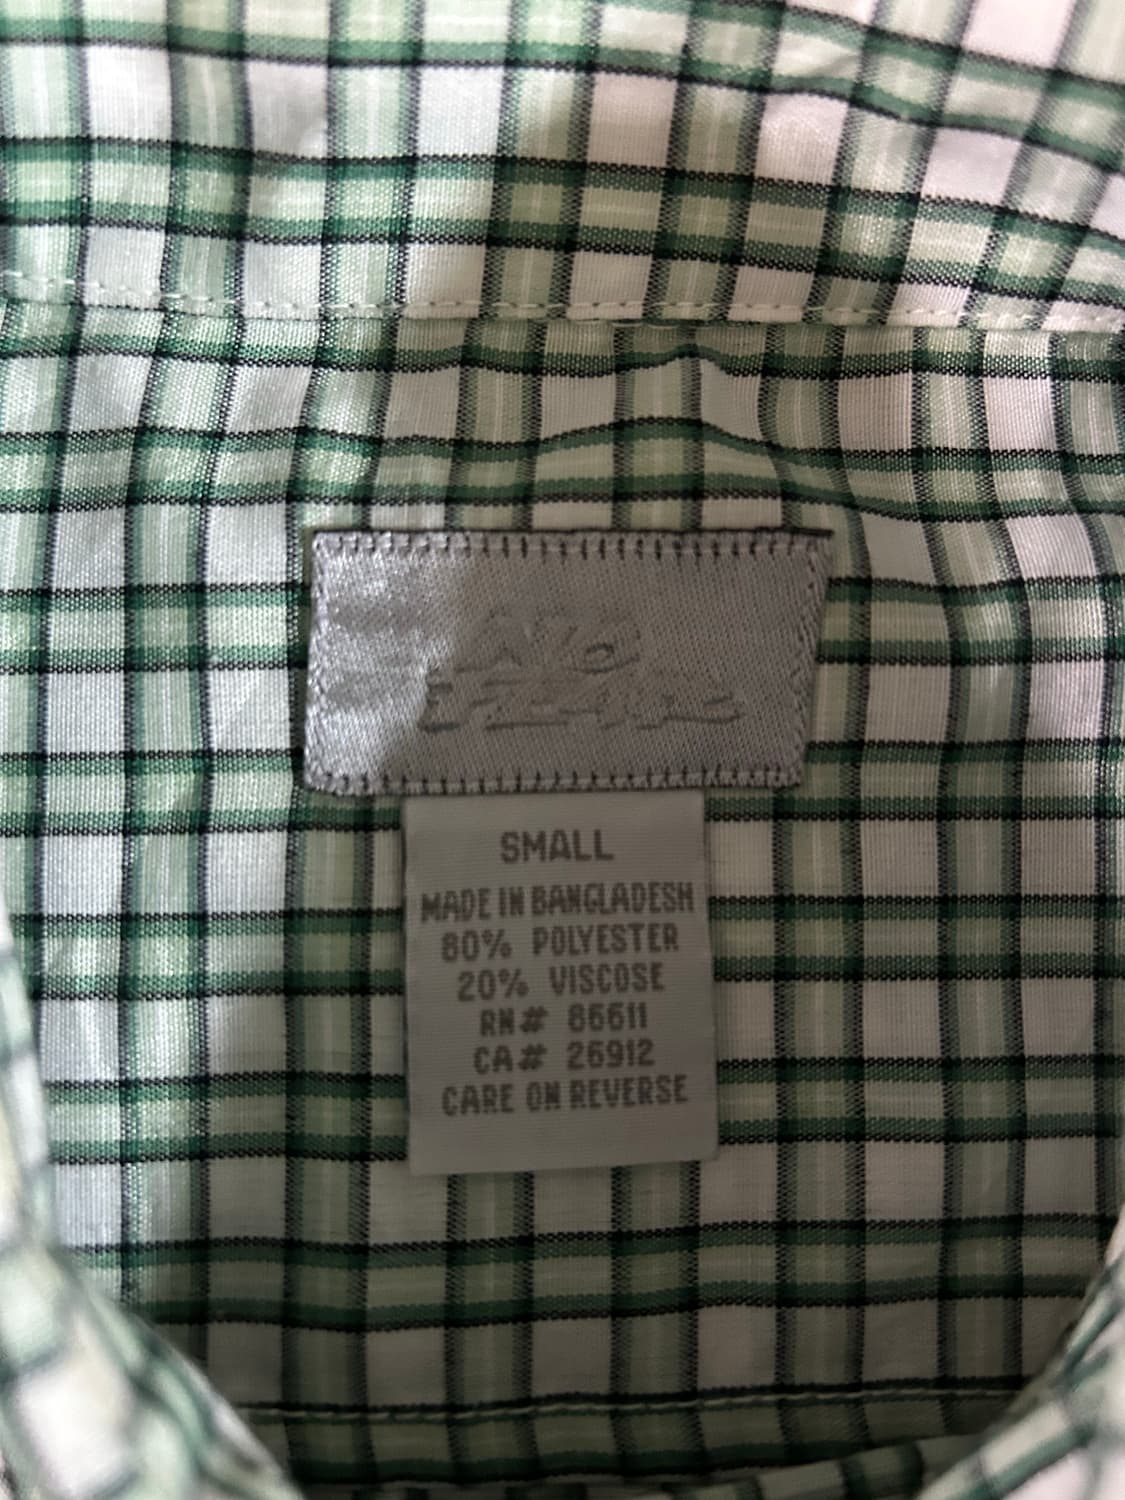 SMALL
MADE IN BANGLADESH
80% POLYESTER
20% VISCOSE
RN# 86611
CA# 26912
CARE ON REVERSE